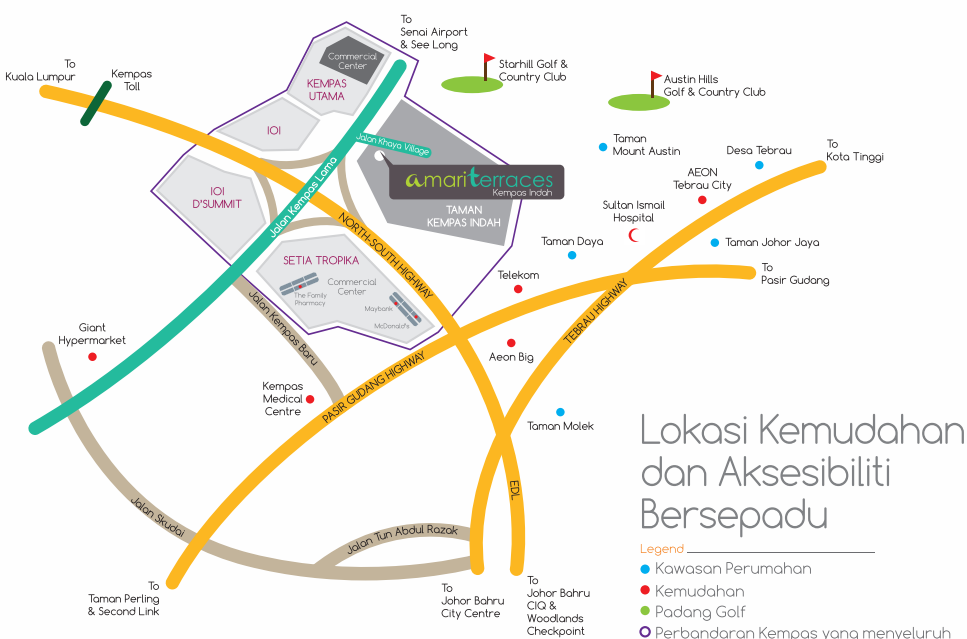 To
Senai Airport
& See Long
To
Kuala Lumpur
Kempas
Toll
Commercial
Center
KEMPAS
UTAMA
Starhill Golf &
Country Club
Austin Hills
Golf & Country Club
IOI
Jalan Khaya Village
Taman
Mount Austin
Desa Tebrau
To
Kota Tinggi
amariterraces
Kempas Indah
AEON
Tebrau City
IOI
D'SUMMIT
Jalan Kempas Lama
TAMAN
KEMPAS INDAH
Sultan Ismail
Hospital
NORTH-SOUTH HIGHWAY
Taman Daya
Taman Johor Jaya
SETIA TROPIKA
Commercial
Center
The Family
Pharmacy
Maybank
McDonald's
Telekom
To
Pasir Gudang
TEBRAU HIGHWAY
Jalan Kempas Baru
Giant
Hypermarket
Aeon Big
PASIR GUDANG HIGHWAY
Kempas
Medical
Centre
Taman Molek
EDL
Jalan Skudai
Jalan Tun Abdul Razak
To
Taman Perling
& Second Link
To
Johor Bahru
City Centre
To
Johor Bahru
CIQ &
Woodlands
Checkpoint
Lokasi Kemudahan
dan Aksesibiliti
Bersepadu
Legend
Kawasan Perumahan
Kemudahan
Padang Golf
Perbandaran Kempas yang menyeluruh